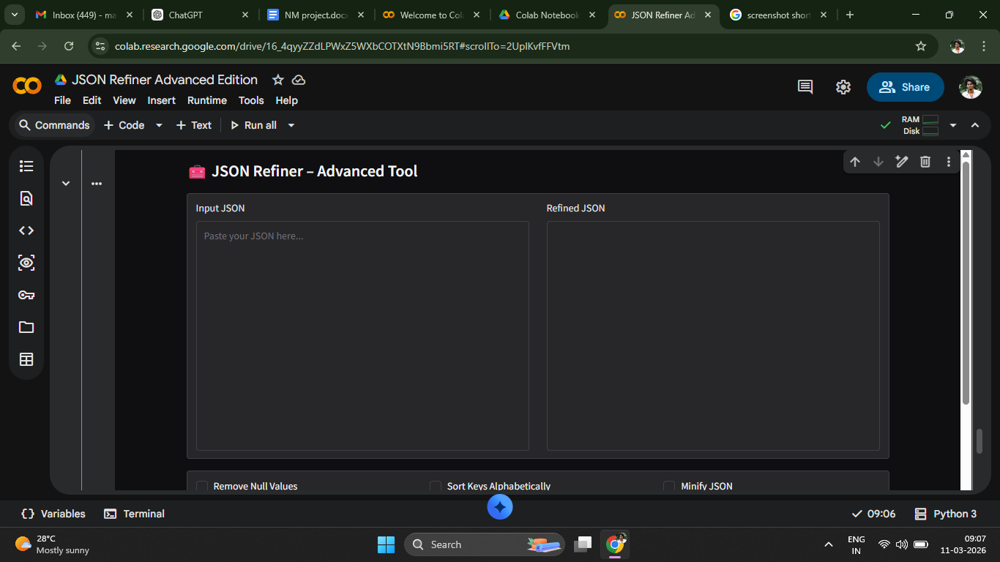 Inbox (449) - ma
ChatGPT
NM project.docx
Welcome to Cola
Colab Notebook
JSON Refiner Ad
screenshot short
colab.research.google.com/drive/16_4qyyZZdLPWxZ5WXbCOTXtN9Bbmi5RT#scrollTo=2UplKvfFFVtm
JSON Refiner Advanced Edition
File Edit View Insert Runtime Tools Help
Share
Commands + Code + Text Run all
RAM
Disk
JSON Refiner – Advanced Tool
Input JSON
Refined JSON
Paste your JSON here...
Remove Null Values
Sort Keys Alphabetically
Minify JSON
Variables
Terminal
09:06
Python 3
28°C
Mostly sunny
Search
ENG
IN
09:07
11-03-2026